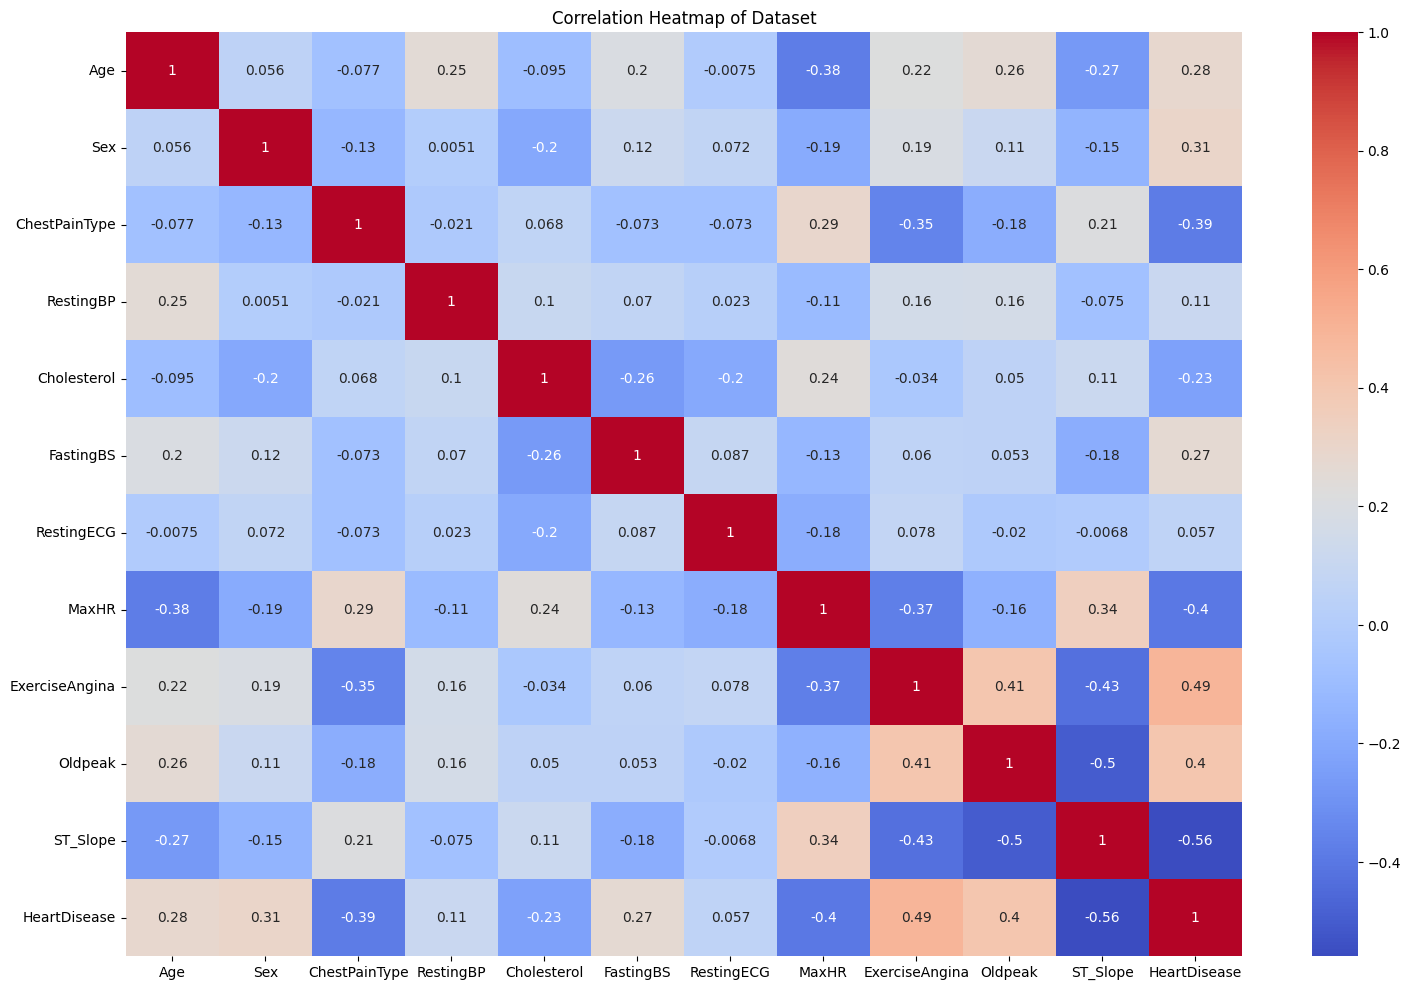 Correlation Heatmap of Dataset
Age 1 0.056 -0.077 0.25 -0.095 0.2 -0.0075 -0.38 0.22 0.26 -0.27 0.28
Sex 0.056 1 -0.13 0.0051 -0.2 0.12 0.072 -0.19 0.19 0.11 -0.15 0.31
ChestPainType -0.077 -0.13 1 -0.021 0.068 -0.073 -0.073 0.29 -0.35 -0.18 0.21 -0.39
RestingBP 0.25 0.0051 -0.021 1 0.1 0.07 0.023 -0.11 0.16 0.16 -0.075 0.11
Cholesterol -0.095 -0.2 0.068 0.1 1 -0.26 -0.2 0.24 -0.034 0.05 0.11 -0.23
FastingBS 0.2 0.12 -0.073 0.07 -0.26 1 0.087 -0.13 0.06 0.053 -0.18 0.27
RestingECG -0.0075 0.072 -0.073 0.023 -0.2 0.087 1 -0.18 0.078 -0.02 -0.0068 0.057
MaxHR -0.38 -0.19 0.29 -0.11 0.24 -0.13 -0.18 1 -0.37 -0.16 0.34 -0.4
ExerciseAngina 0.22 0.19 -0.35 0.16 -0.034 0.06 0.078 -0.37 1 0.41 -0.43 0.49
Oldpeak 0.26 0.11 -0.18 0.16 0.05 0.053 -0.02 -0.16 0.41 1 -0.5 0.4
ST_Slope -0.27 -0.15 0.21 -0.075 0.11 -0.18 -0.0068 0.34 -0.43 -0.5 1 -0.56
HeartDisease 0.28 0.31 -0.39 0.11 -0.23 0.27 0.057 -0.4 0.49 0.4 -0.56 1
Age Sex ChestPainType RestingBP Cholesterol FastingBS RestingECG MaxHR ExerciseAngina Oldpeak ST_Slope HeartDisease
1.0
0.8
0.6
0.4
0.2
0.0
-0.2
-0.4